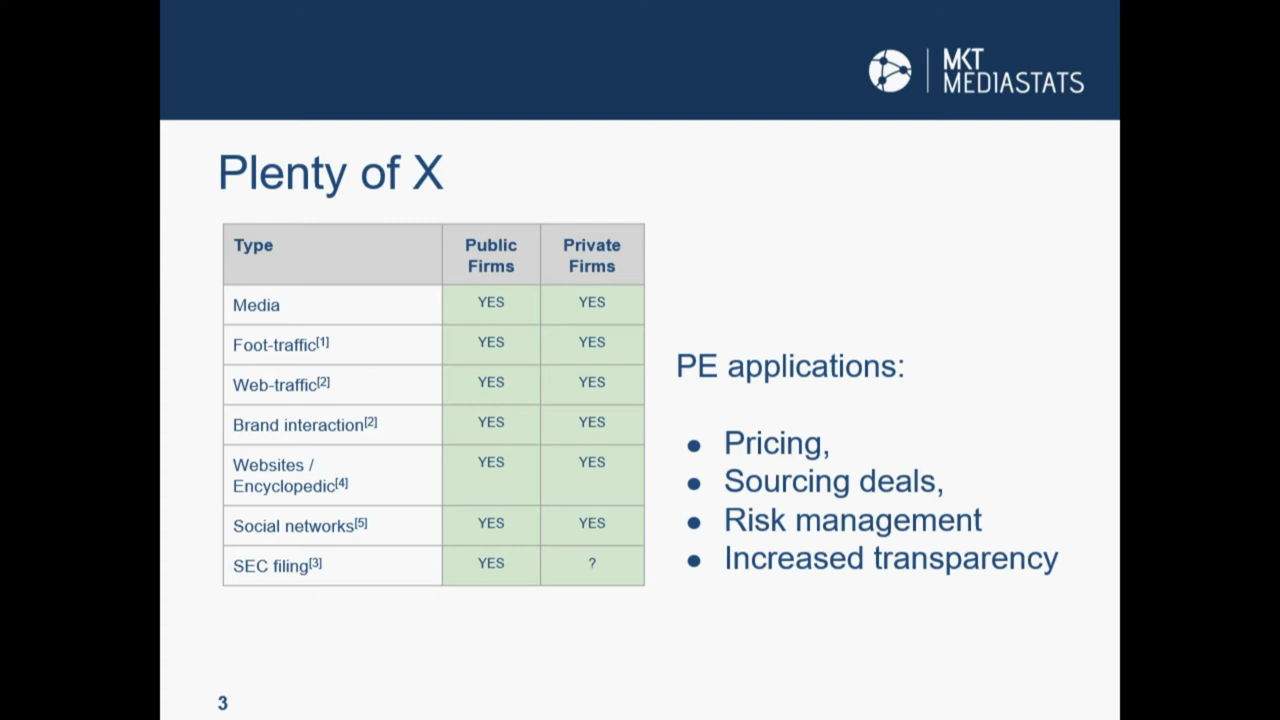 MKT
MEDIASTATS
Plenty of X
Type Public Firms Private Firms
Media YES YES
Foot-traffic[1] YES YES
Web-traffic[2] YES YES
Brand interaction[2] YES YES
Websites /
Encyclopedic[4] YES YES
Social networks[5] YES YES
SEC filing[3] YES ?
PE applications:
● Pricing,
● Sourcing deals,
● Risk management
● Increased transparency
3